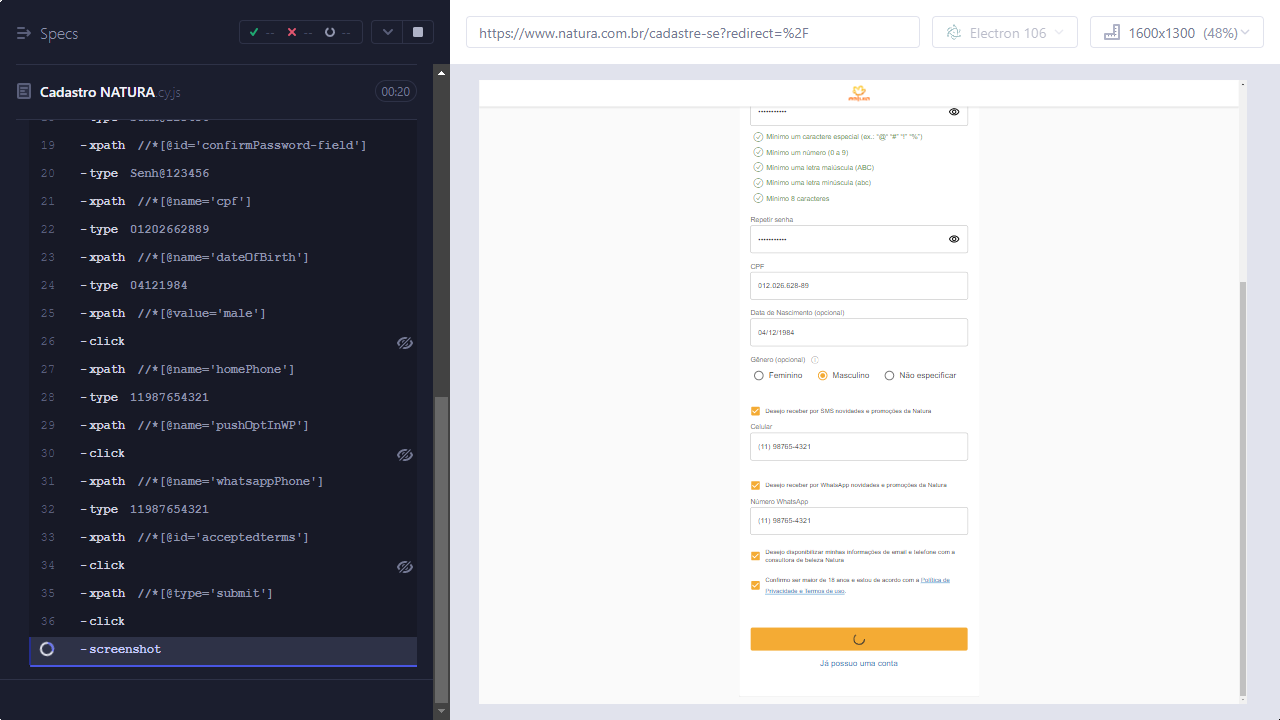 Specs
--
--
--
Cadastro NATURA.cy.js
00:20
19 -xpath //*[@id='confirmPassword-field']
20
21 -xpath //*[@name='cpf']
22 -type 01202662889
23 -xpath //*[@name='dateOfBirth']
24 -type 04121984
25 -xpath //*[@value='male']
26 -click
27 -xpath //*[@name='homePhone']
28 -type 11987654321
29 -xpath //*[@name='pushOptInWP']
30 -click
31 -xpath //*[@name='whatsappPhone']
32 -type 11987654321
33 -xpath //*[@id='acceptedterms']
34 -click
35 -xpath
36 -click
-screenshot
https://www.natura.com.br/cadastre-se?redirect=%2F
Electron 106
1600x1300 (48%)
Mínimo um caractere especial (ex.: "@" "#" "!" "%")
Mínimo um número (0 a 9)
Mínimo uma letra maiúscula (ABC)
Mínimo uma letra minúscula (abc)
Mínimo 8 caracteres
Repetir senha
CPF
012.026.628-89
Data de Nascimento (opcional)
04/12/1984
Gênero (opcional)
Feminino
Masculino
Não especificar
Desejo receber por SMS novidades e promoções da Natura
Celular
(11) 98765-4321
Desejo receber por WhatsApp novidades e promoções da Natura
Número WhatsApp
(11) 98765-4321
Desejo disponibilizar minhas informações de email e telefone com a
consultora de beleza Natura
Confirmo ser maior de 18 anos e estou de acordo com a Política de
Privacidade e Termos de uso.
Já possuo uma conta